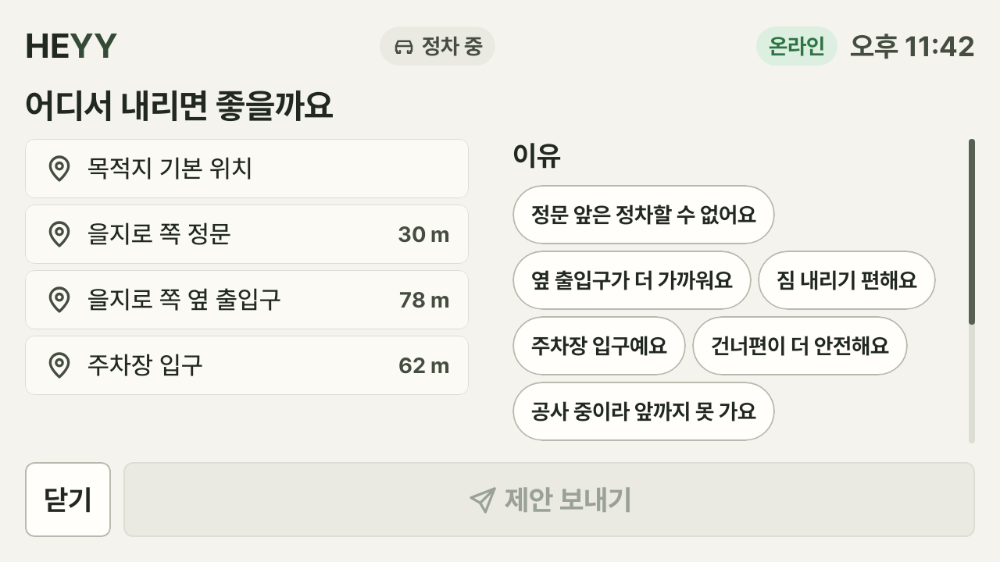 HEYY
정차 중
온라인
오후 11:42
어디서 내리면 좋을까요
목적지 기본 위치
을지로 쪽 정문
30 m
을지로 쪽 옆 출입구
78 m
주차장 입구
62 m
이유
정문 앞은 정차할 수 없어요
옆 출입구가 더 가까워요
짐 내리기 편해요
주차장 입구예요
건너편이 더 안전해요
공사 중이라 앞까지 못 가요
닫기
제안 보내기